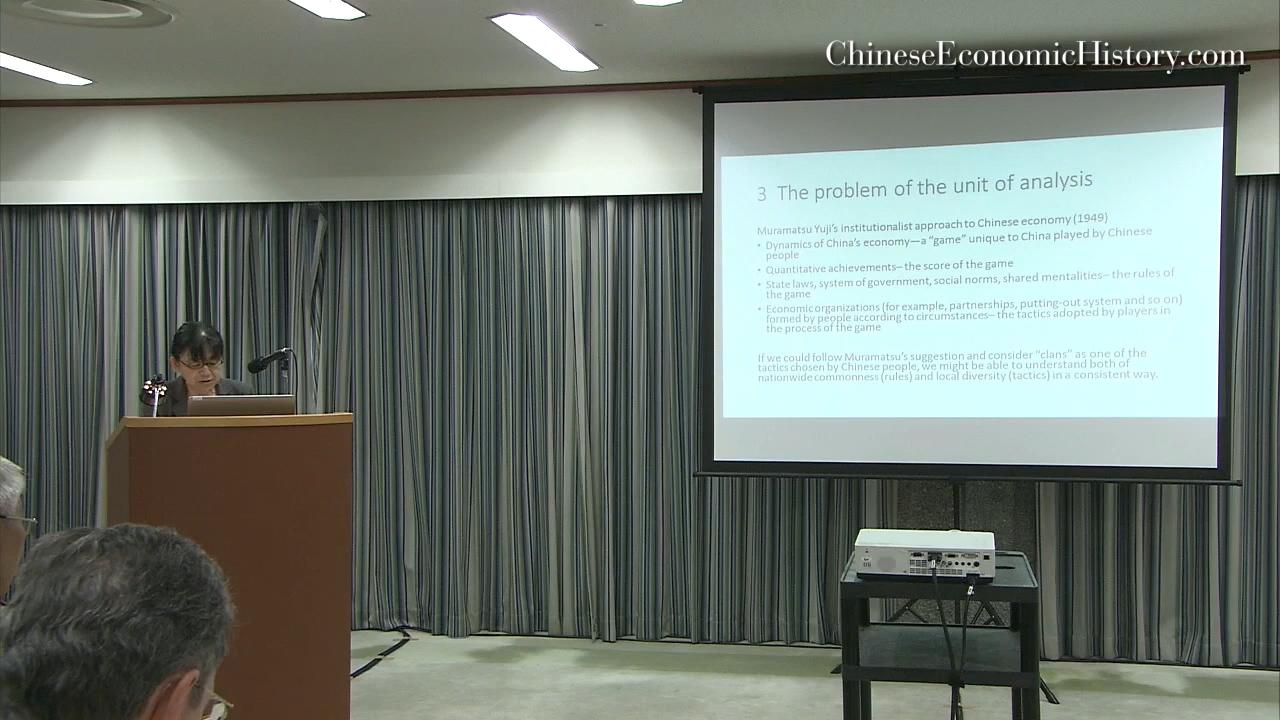 ChineseEconomicHistory.com
3 The problem of the unit of analysis
Muramatsu Yuji's institutionalist approach to Chinese economy (1949)
• Dynamics of China's economy—a "game" unique to China played by Chinese
people
• Quantitative achievements– the score of the game
• State laws, system of government, social norms, shared mentalities– the rules of
the game
• Economic organizations (for example, partnerships, putting-out system and so on)
formed by people according to circumstances– the tactics adopted by players in
the process of the game
If we could follow Muramatsu's suggestion and consider "clans" as one of the
tactics chosen by Chinese people, we might be able to understand both of
nationwide commonness (rules) and local diversity (tactics) in a consistent way.